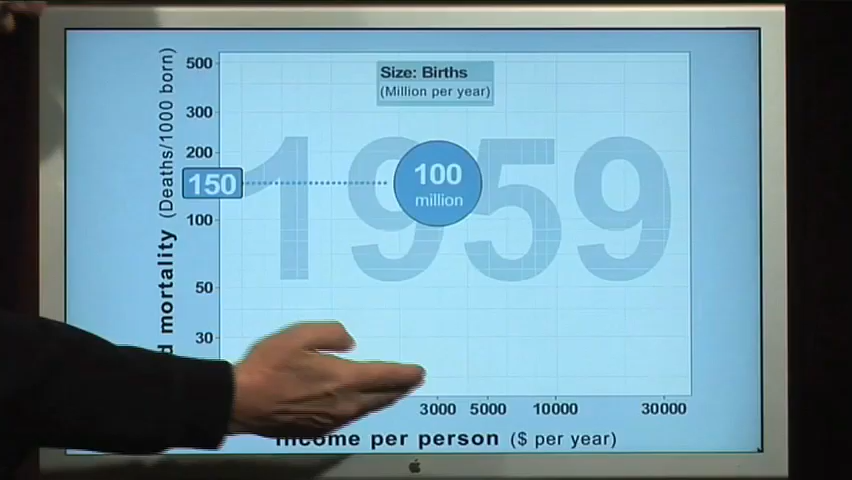 500
300
200
150
100
50
30
d mortality (Deaths/1000 born)
Size: Births
(Million per year)
1959
100
million
3000 5000 10000 30000
Income per person ($ per year)